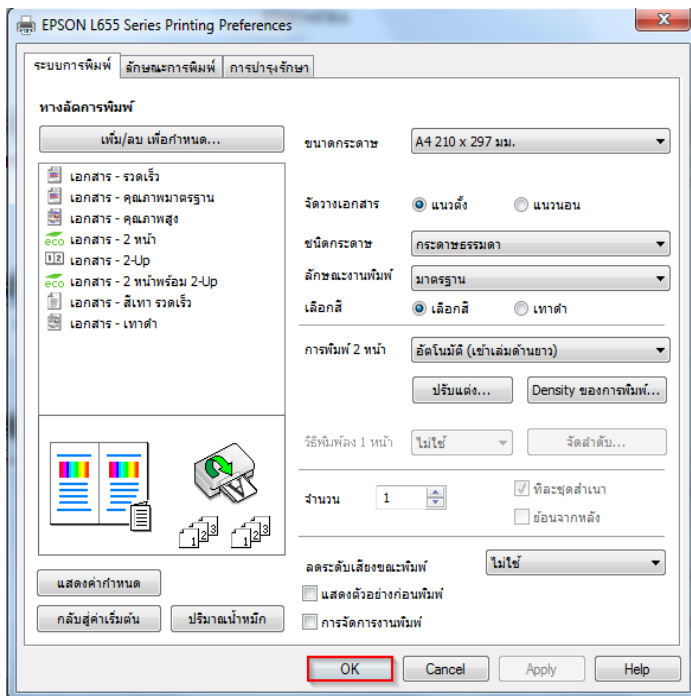 EPSON L655 Series Printing Preferences
ระบบการพิมพ์ ลักษณะการพิมพ์ การบำรุงรักษา
ทางลัดการพิมพ์
เพิ่ม/ลบ เพื่อกำหนด...
เอกสาร - รวดเร็ว
เอกสาร - คุณภาพมาตรฐาน
เอกสาร - คุณภาพสูง
eco เอกสาร - 2 หน้า
1 2 เอกสาร - 2-Up
eco เอกสาร - 2 หน้าพร้อม 2-Up
เอกสาร - สีเทา รวดเร็ว
เอกสาร - เทาดำ
1 2 3 1 2 3
แสดงค่ากำหนด
กลับสู่ค่าเริ่มต้น ปริมาณน้ำหมึก
ขนาดกระดาษ A4 210 x 297 มม.
จัดวางเอกสาร แนวตั้ง แนวนอน
ชนิดกระดาษ กระดาษธรรมดา
ลักษณะงานพิมพ์ มาตรฐาน
เลือกสี เลือกสี เทาดำ
การพิมพ์ 2 หน้า อัตโนมัติ (เข้าเล่มด้านยาว)
ปรับแต่ง... Density ของการพิมพ์...
วิธีพิมพ์ลง 1 หน้า ไม่ใช้ จัดลำดับ...
จำนวน 1 ทีละชุดสำเนา
ย้อนจากหลัง
ลดระดับเสียงขณะพิมพ์ ไม่ใช้
แสดงตัวอย่างก่อนพิมพ์
การจัดการงานพิมพ์
OK Cancel Apply Help